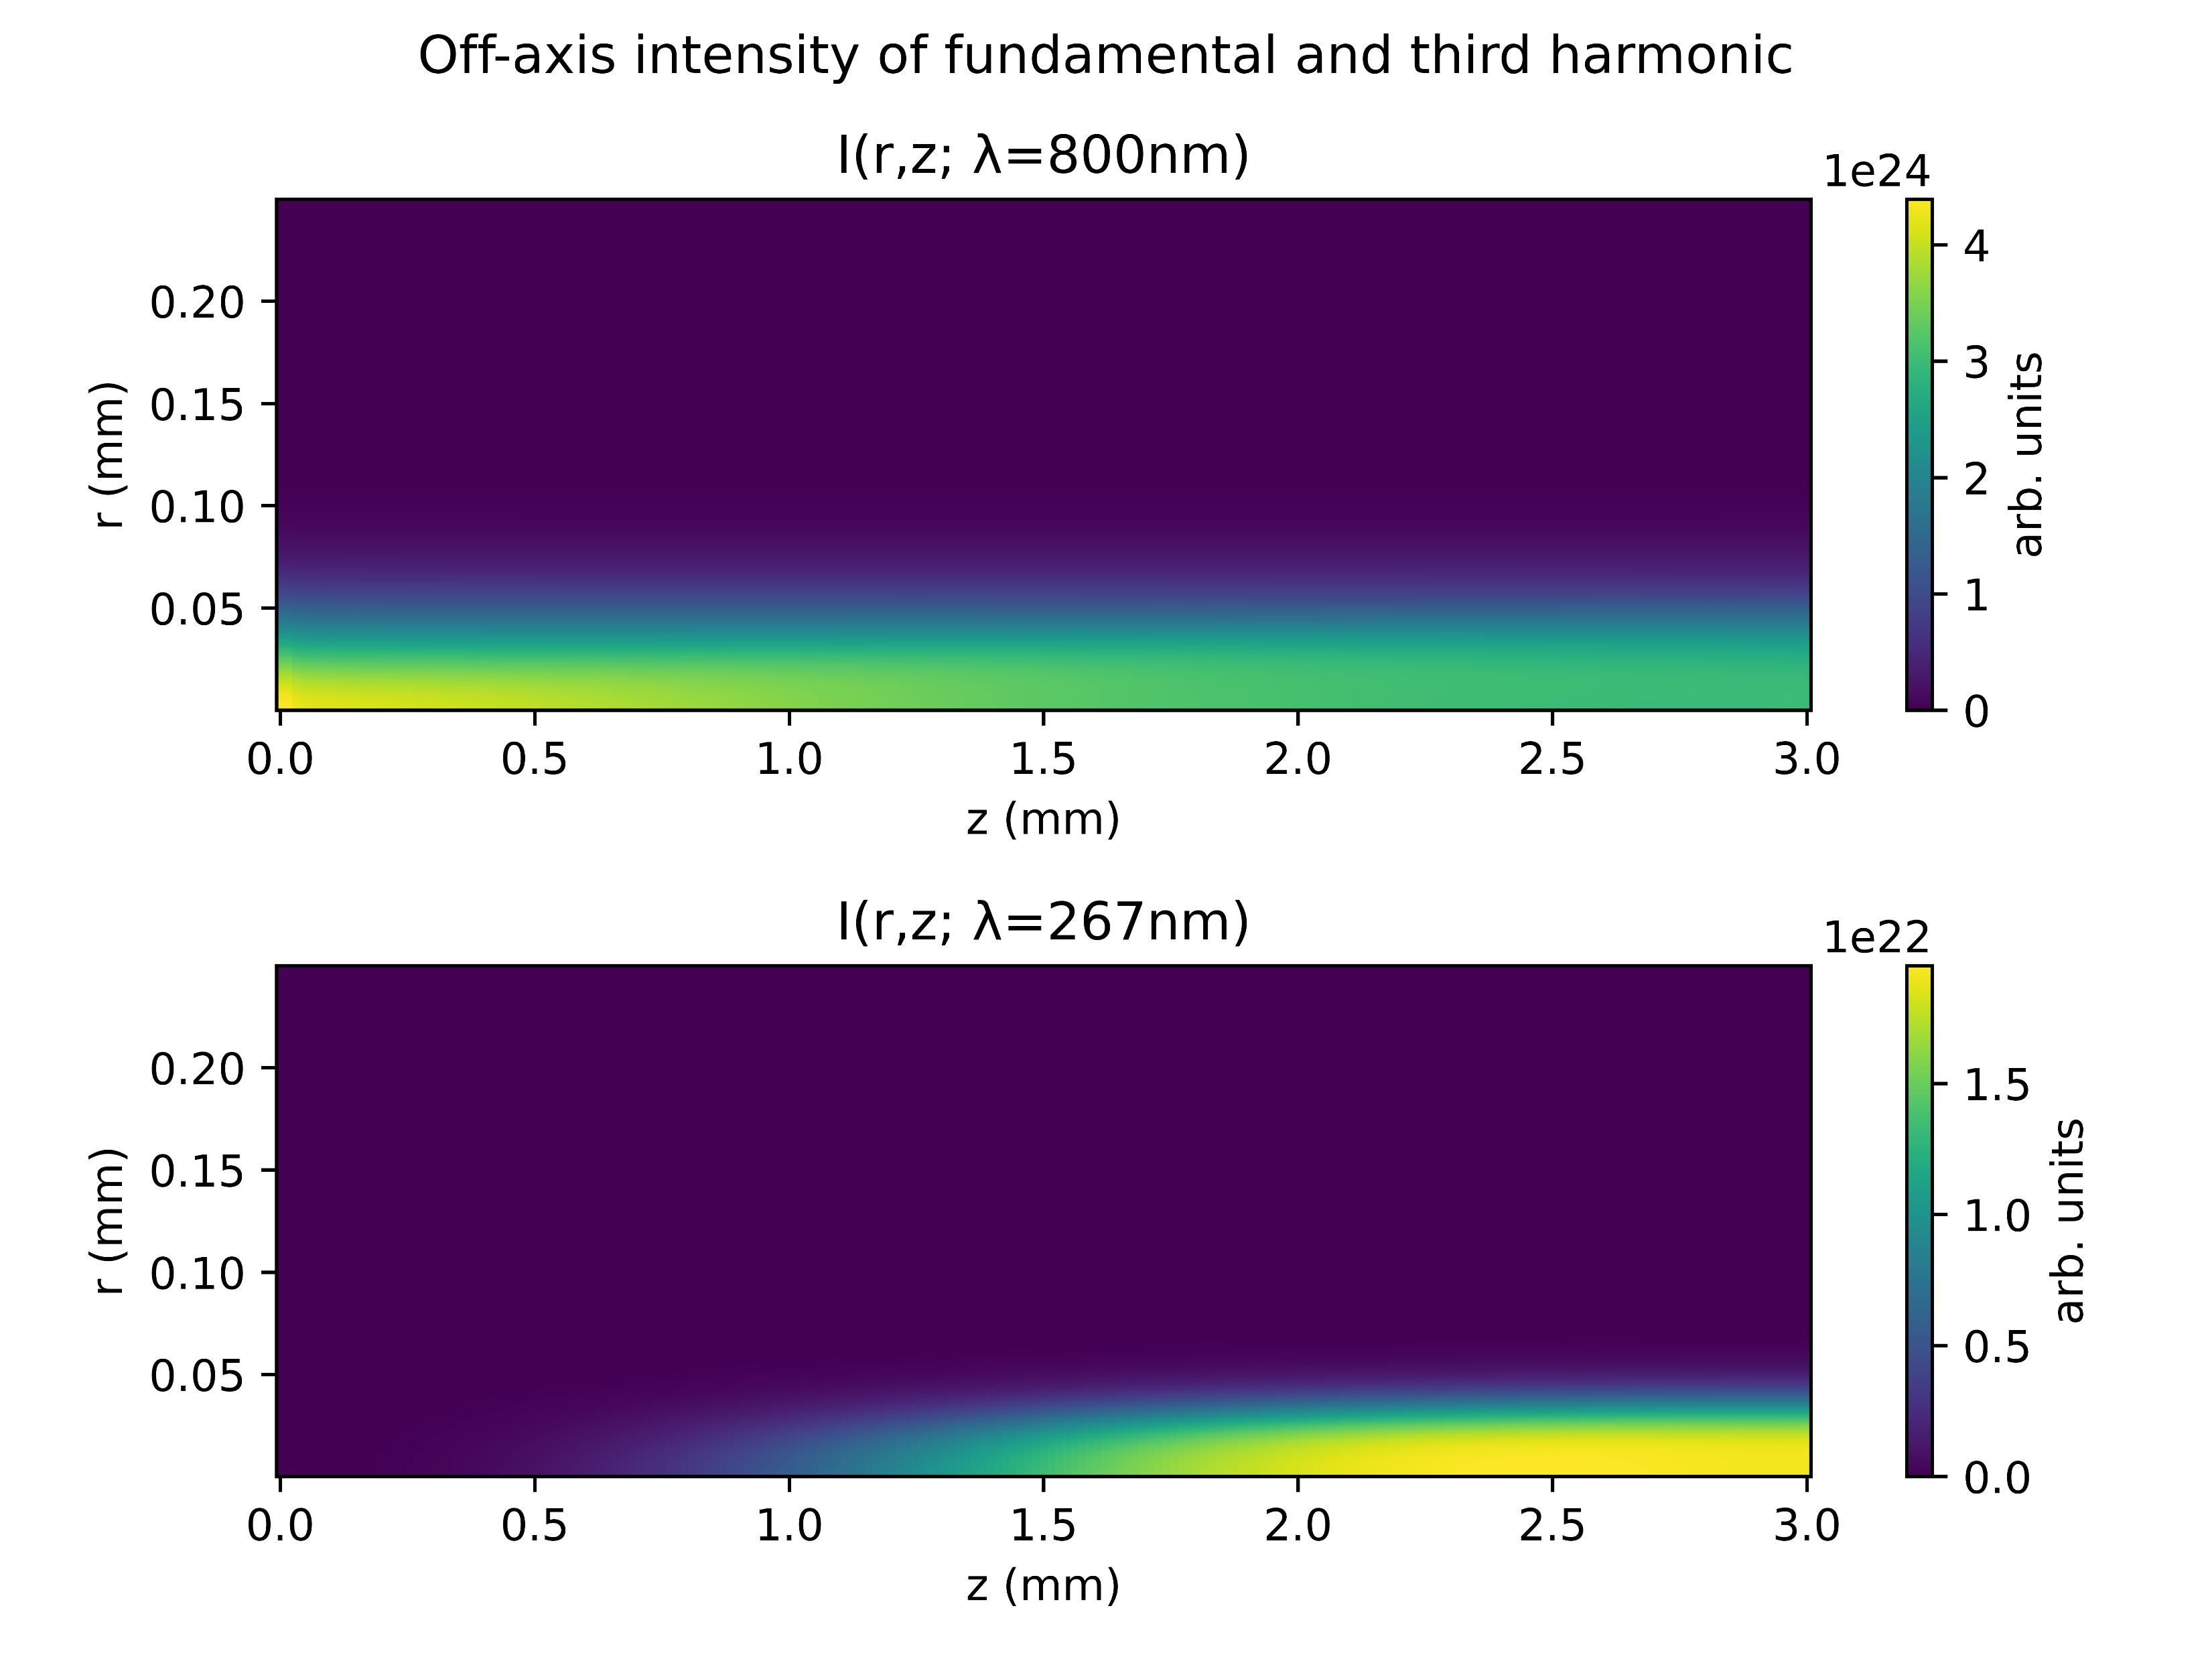 Off-axis intensity of fundamental and third harmonic
I(r,z; λ=800nm)
1e24
0.20
0.15
0.10
0.05
r (mm)
0.0 0.5 1.0 1.5 2.0 2.5 3.0
z (mm)
4
3
2
1
0
arb. units
I(r,z; λ=267nm)
1e22
0.20
0.15
0.10
0.05
r (mm)
0.0 0.5 1.0 1.5 2.0 2.5 3.0
z (mm)
1.5
1.0
0.5
0.0
arb. units